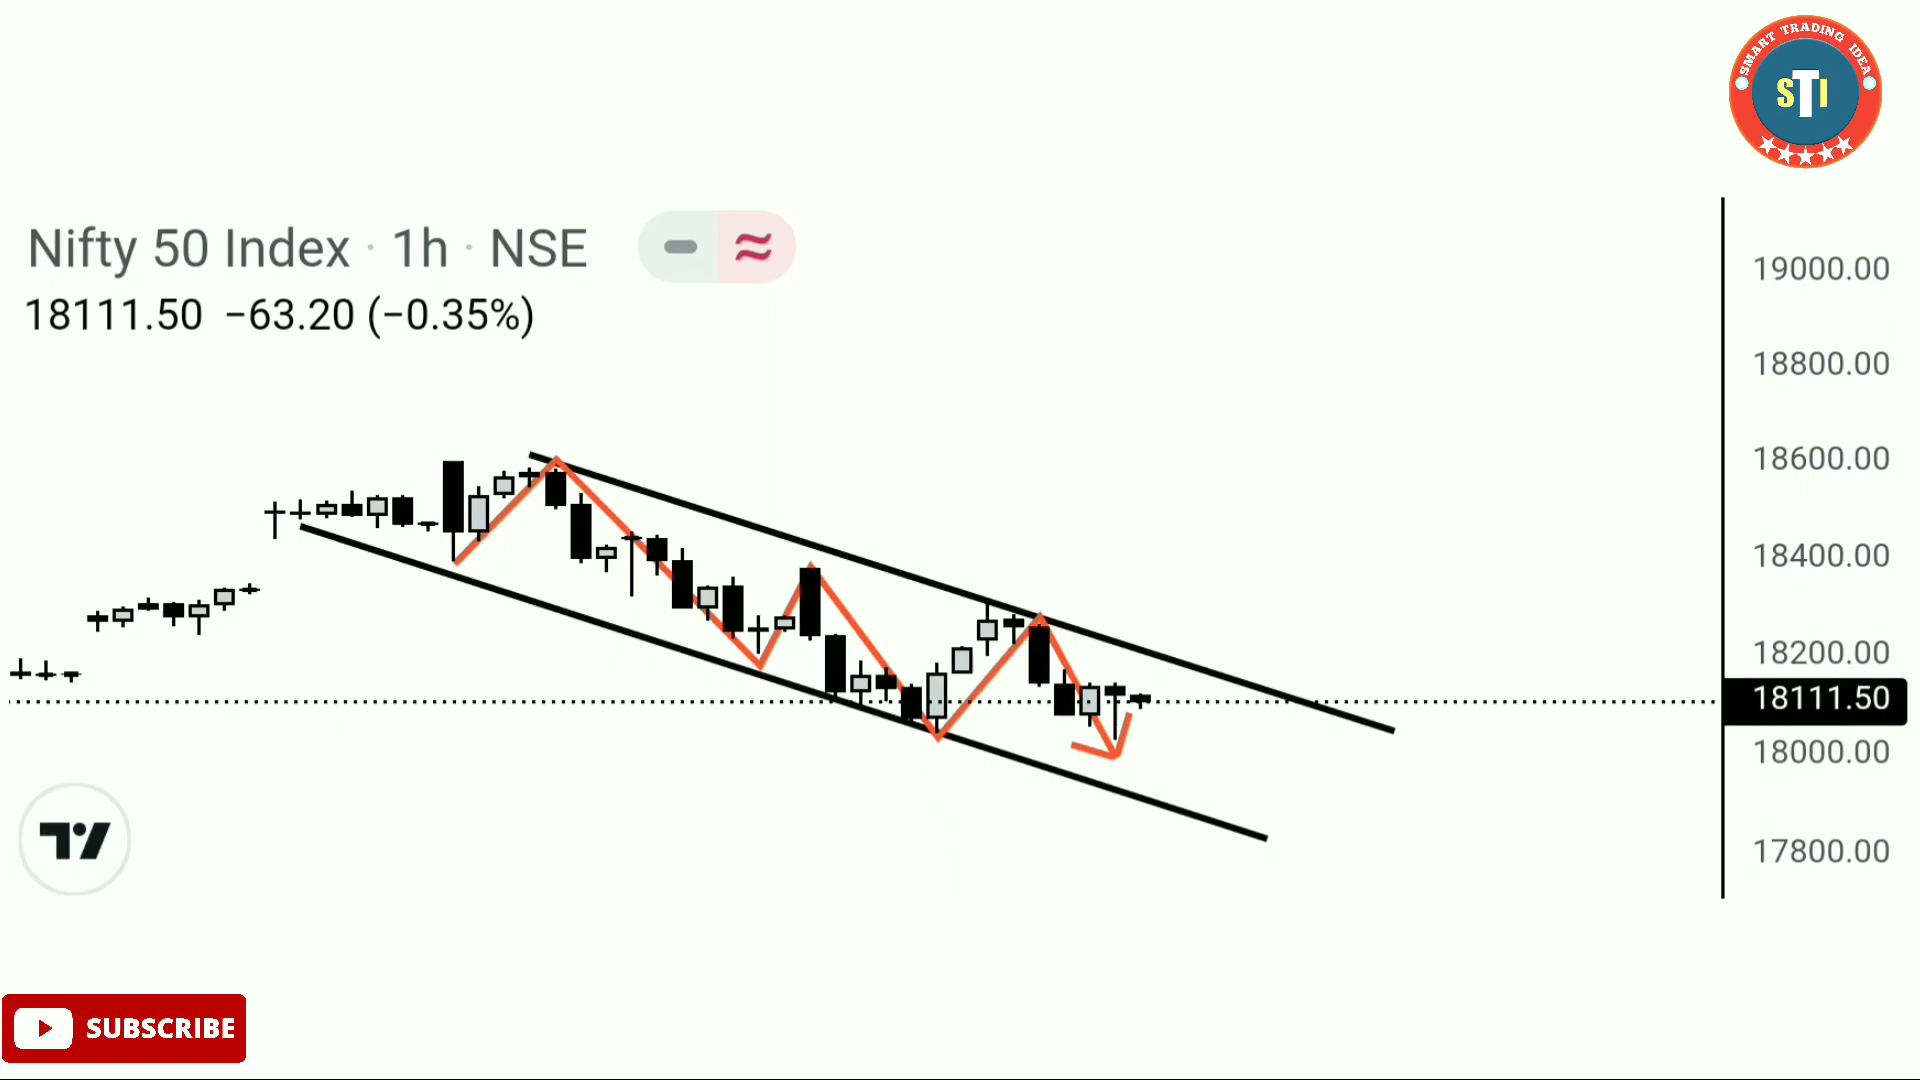 SMART TRADING IDEA
STI
Nifty 50 Index · 1h · NSE
18111.50 −63.20 (−0.35%)
19000.00
18800.00
18600.00
18400.00
18200.00
18111.50
18000.00
17800.00
SUBSCRIBE